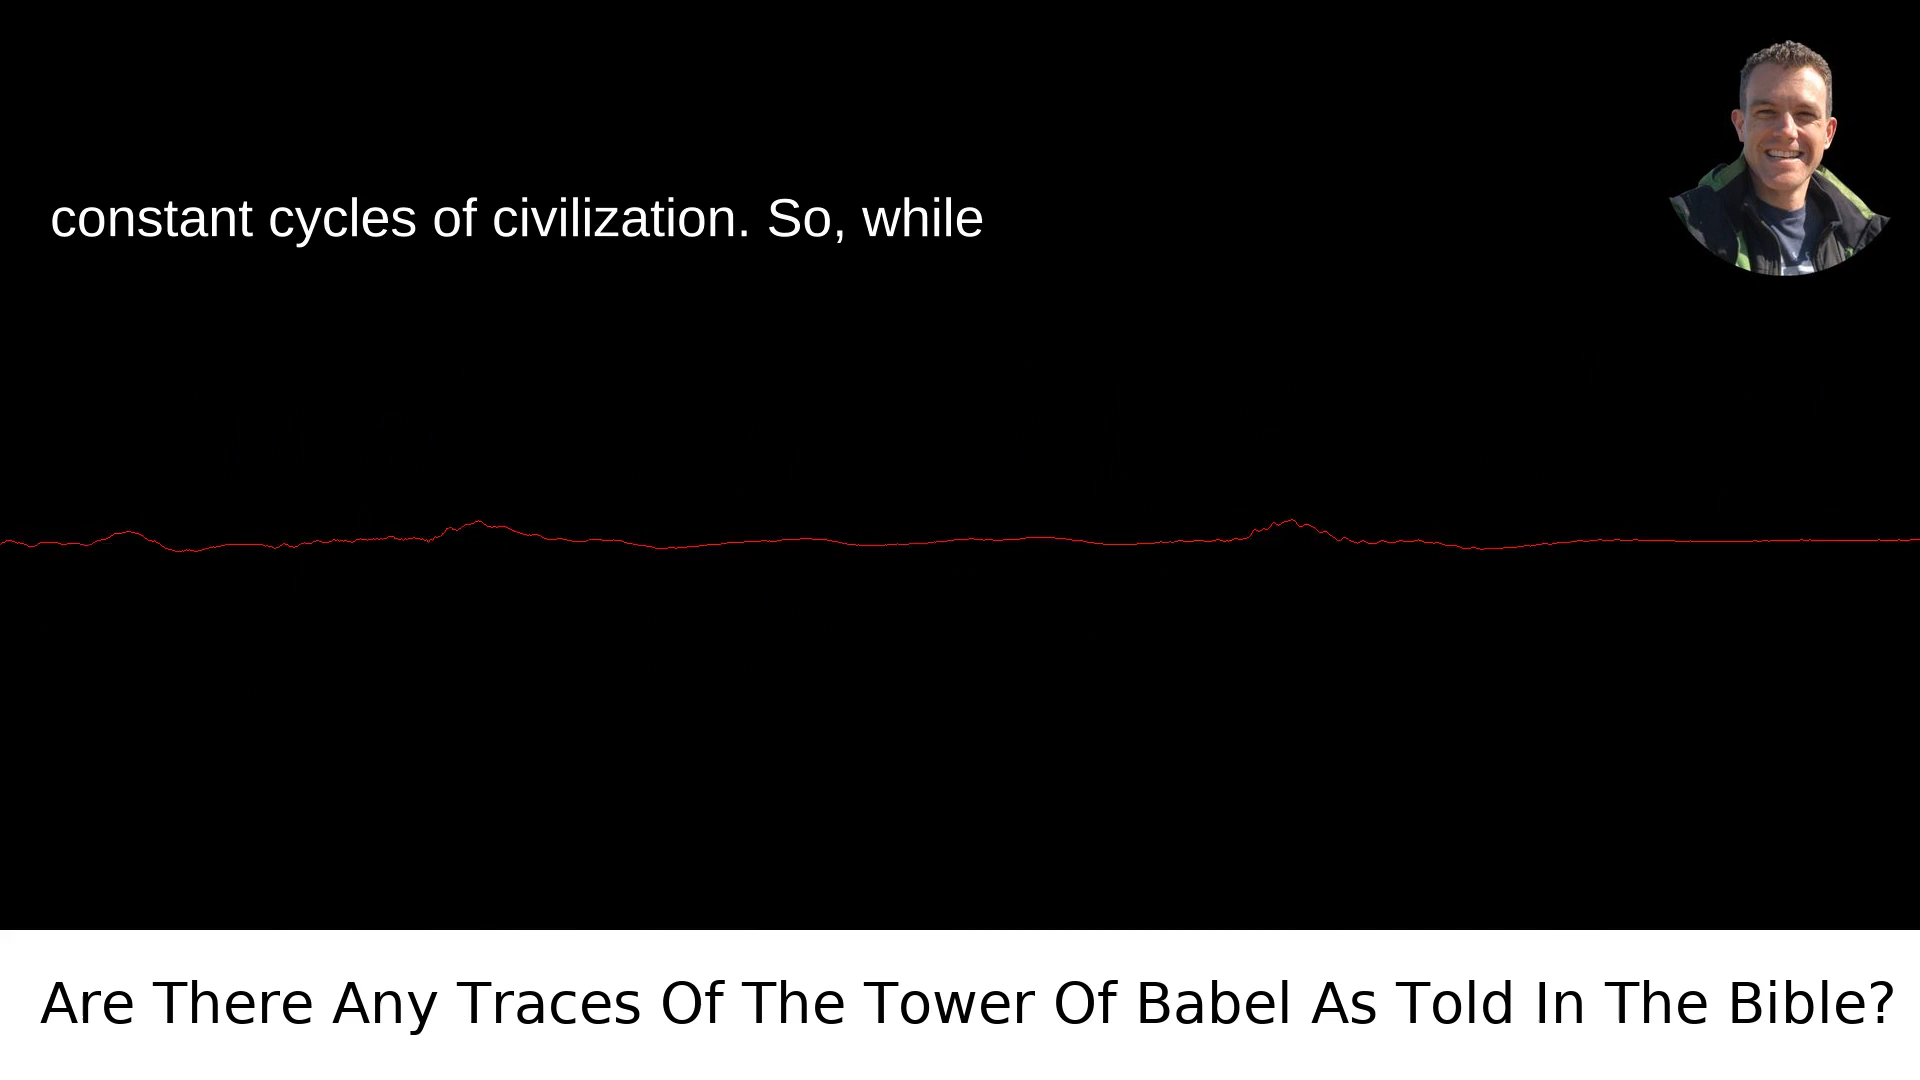 constant cycles of civilization. So, while
Are There Any Traces Of The Tower Of Babel As Told In The Bible?